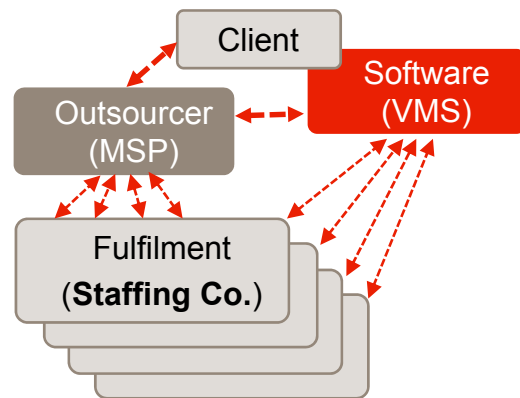 Client
Software
(VMS)
Outsourcer
(MSP)
Fulfilment
(Staffing Co.)